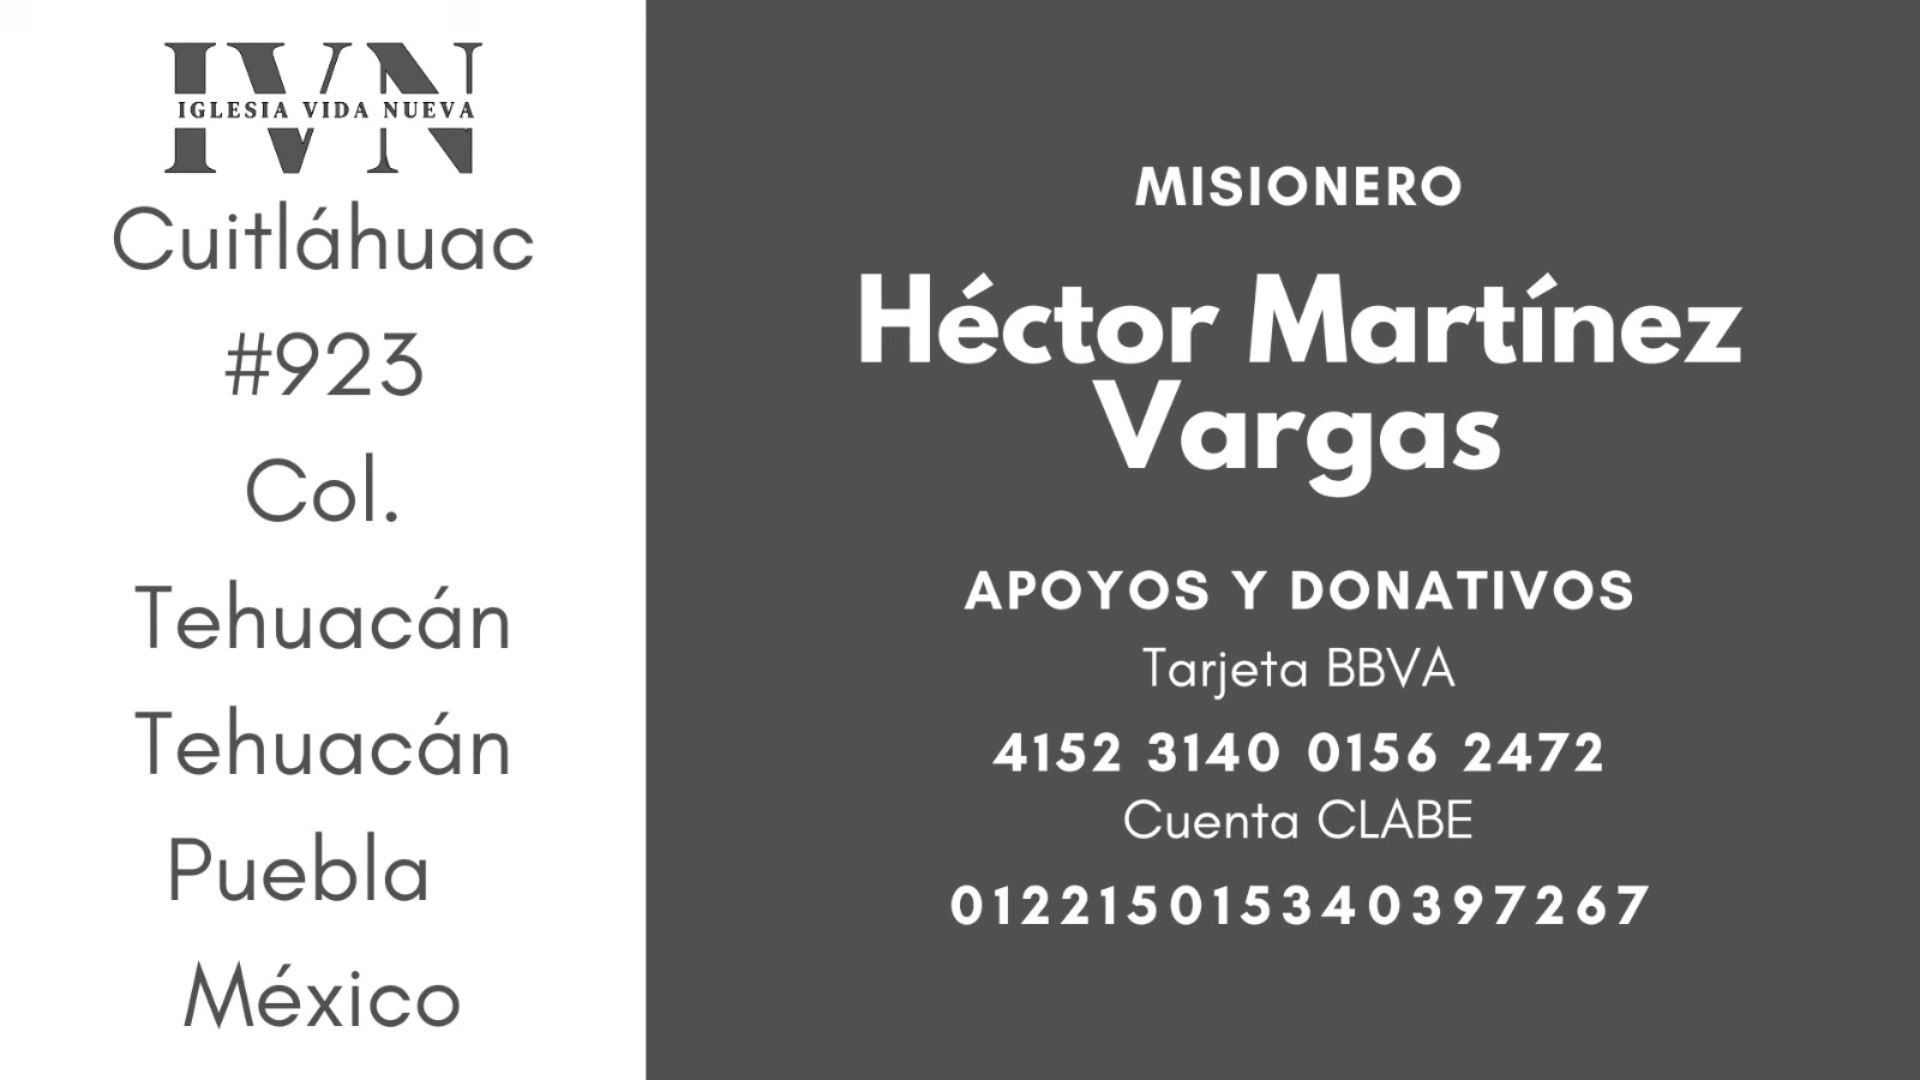 IVN
IGLESIA VIDA NUEVA
Cuitláhuac
#923
Col.
Tehuacán
Tehuacán
Puebla
México
MISIONERO
Héctor Martínez
Vargas
APOYOS Y DONATIVOS
Tarjeta BBVA
4152 3140 0156 2472
Cuenta CLABE
012215015340397267